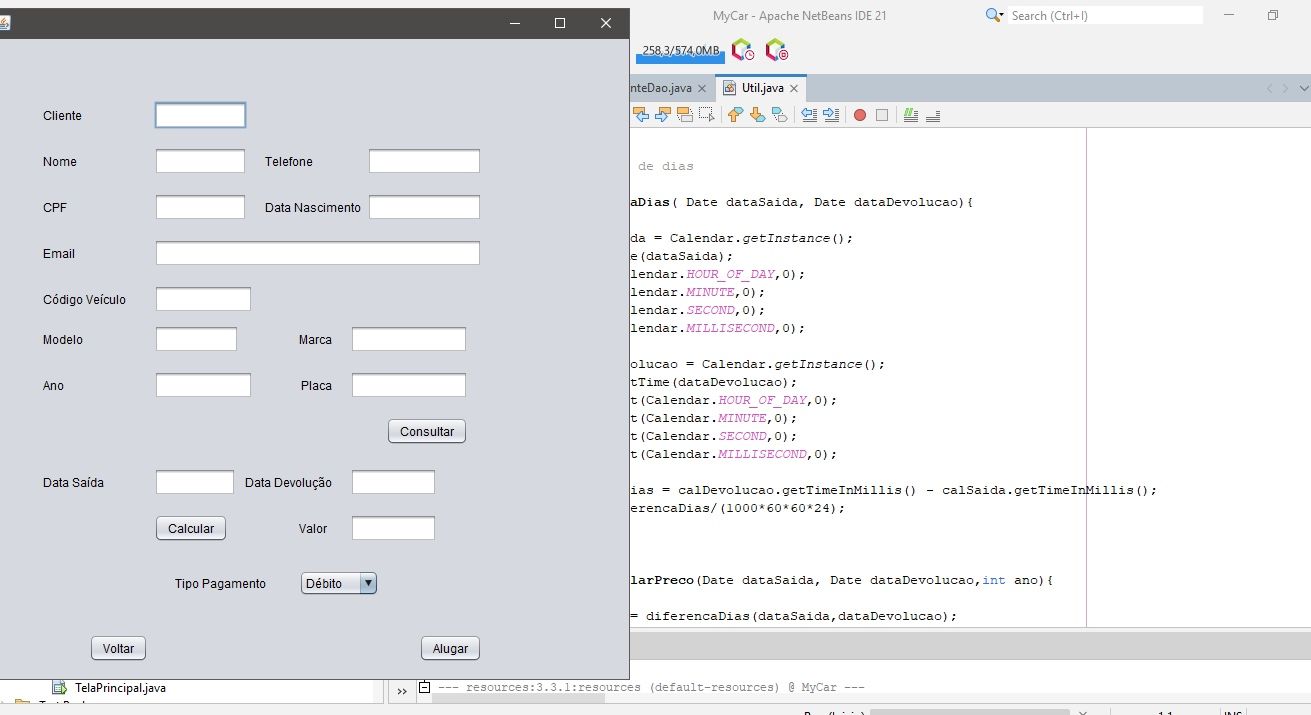 MyCar - Apache NetBeans IDE 21
Search (Ctrl+I)
258,3/574,0MB
nteDao.java
Util.java
Cliente
Nome
Telefone
CPF
Data Nascimento
Email
Código Veículo
Modelo
Marca
Ano
Placa
Consultar
Data Saída
Data Devolução
Calcular
Valor
Tipo Pagamento
Débito
Voltar
Alugar
de dias
aDias( Date dataSaida, Date dataDevolucao){
da = Calendar.getInstance();
e(dataSaida);
lendar.HOUR_OF_DAY,0);
lendar.MINUTE,0);
lendar.SECOND,0);
lendar.MILLISECOND,0);
olucao = Calendar.getInstance();
tTime(dataDevolucao);
t(Calendar.HOUR_OF_DAY,0);
t(Calendar.MINUTE,0);
t(Calendar.SECOND,0);
t(Calendar.MILLISECOND,0);
ias = calDevolucao.getTimeInMillis() - calSaida.getTimeInMillis();
erencaDias/(1000*60*60*24);
larPreco(Date dataSaida, Date dataDevolucao,int ano){
= diferencaDias(dataSaida,dataDevolucao);
TelaPrincipal.java
--- resources:3.3.1:resources (default-resources) @ MyCar ---